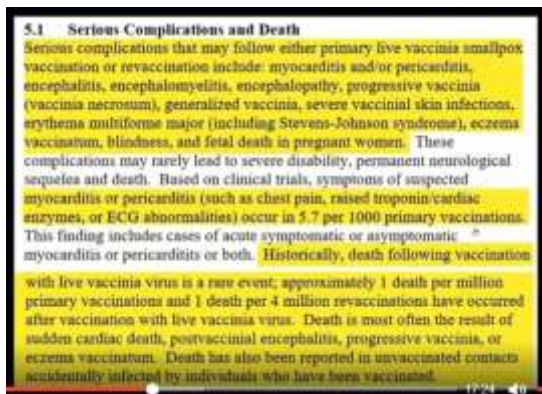 5.1 Serious Complications and Death
Serious complications that may follow either primary live vaccinia smallpox
vaccination or revaccination include: myocarditis and/or pericarditis,
encephalitis, encephalomyelitis, encephalopathy, progressive vaccinia
(vaccinia necrosum), generalized vaccinia, severe vaccinial skin infections,
erythema multiforme major (including Stevens-Johnson syndrome), eczema
vaccinatum, blindness, and fetal death in pregnant women. These
complications may rarely lead to severe disability, permanent neurological
sequelea and death. Based on clinical trials, symptoms of suspected
myocarditis or pericarditis (such as chest pain, raised troponin/cardiac
enzymes, or ECG abnormalities) occur in 5.7 per 1000 primary vaccinations.
This finding includes cases of acute symptomatic or asymptomatic
myocarditis or pericarditits or both. Historically, death following vaccination
with live vaccinia virus is a rare event; approximately 1 death per million
primary vaccinations and 1 death per 4 million revaccinations have occurred
after vaccination with live vaccinia virus. Death is most often the result of
sudden cardiac death, postvaccinial encephalitis, progressive vaccinia, or
eczema vaccinatum. Death has also been reported in unvaccinated contacts
accidentally infected by individuals who have been vaccinated.
17:24